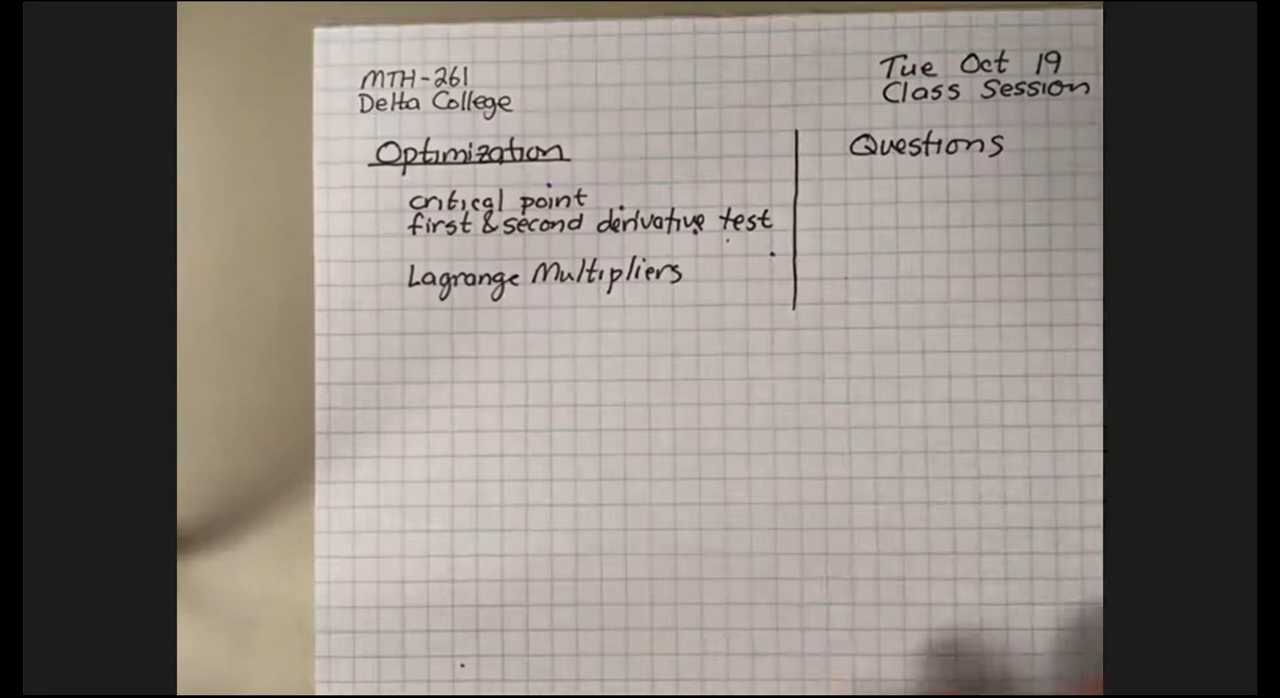 MTH-261
Delta College
Tue Oct 19
Class Session
Optimization
Questions
critical point
first & second derivative test
Lagrange Multipliers